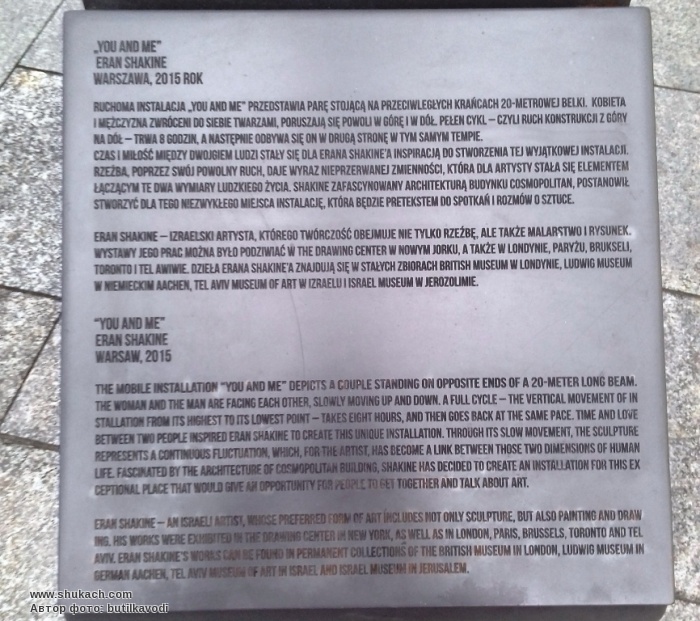 „YOU AND ME”
ERAN SHAKINE
WARSZAWA, 2015 ROK
RUCHOMA INSTALACJA „YOU AND ME” PRZEDSTAWIA PARĘ STOJĄCĄ NA PRZECIWLEGŁYCH KRAŃCACH 20-METROWEJ BELKI. KOBIETA
I MĘŻCZYZNA ZWRÓCENI DO SIEBIE TWARZAMI, PORUSZAJĄ SIĘ POWOLI W GÓRĘ I W DÓŁ. PEŁEN CYKL – CZYLI RUCH KONSTRUKCJI Z GÓRY
NA DÓŁ – TRWA 8 GODZIN, A NASTĘPNIE ODBYWA SIĘ ON W DRUGĄ STRONĘ W TYM SAMYM TEMPIE.
CZAS I MIŁOŚĆ MIĘDZY DWOJGIEM LUDZI STAŁY SIĘ DLA ERANA SHAKINE'A INSPIRACJĄ DO STWORZENIA TEJ WYJĄTKOWEJ INSTALACJI.
RZEŹBA, POPRZEZ SWÓJ POWOLNY RUCH, DAJE WYRAZ NIEPRZERWANEJ ZMIENNOŚCI, KTÓRA DLA ARTYSTY STAŁA SIĘ ELEMENTEM
ŁĄCZĄCYM TE DWA WYMIARY LUDZKIEGO ŻYCIA. SHAKINE ZAFASCYNOWANY ARCHITEKTURĄ BUDYNKU COSMOPOLITAN, POSTANOWIŁ
STWORZYĆ DLA TEGO NIEZWYKŁEGO MIEJSCA INSTALACJĘ, KTÓRA BĘDZIE PRETEKSTEM DO SPOTKAŃ I ROZMÓW O SZTUCE.
ERAN SHAKINE – IZRAELSKI ARTYSTA, KTÓREGO TWÓRCZOŚĆ OBEJMUJE NIE TYLKO RZEŹBĘ, ALE TAKŻE MALARSTWO I RYSUNEK.
WYSTAWY JEGO PRAC MOŻNA BYŁO PODZIWIAĆ W THE DRAWING CENTER W NOWYM JORKU, A TAKŻE W LONDYNIE, PARYŻU, BRUKSELI,
TORONTO I TEL AWIWIE. DZIEŁA ERANA SHAKINE'A ZNAJDUJĄ SIĘ W STAŁYCH ZBIORACH BRITISH MUSEUM W LONDYNIE, LUDWIG MUSEUM
W NIEMIECKIM AACHEN, TEL AVIV MUSEUM OF ART W IZRAELU I ISRAEL MUSEUM W JEROZOLIMIE.
“YOU AND ME”
ERAN SHAKINE
WARSAW, 2015
THE MOBILE INSTALLATION “YOU AND ME” DEPICTS A COUPLE STANDING ON OPPOSITE ENDS OF A 20-METER LONG BEAM.
THE WOMAN AND THE MAN ARE FACING EACH OTHER, SLOWLY MOVING UP AND DOWN. A FULL CYCLE – THE VERTICAL MOVEMENT OF IN
STALLATION FROM ITS HIGHEST TO ITS LOWEST POINT – TAKES EIGHT HOURS, AND THEN GOES BACK AT THE SAME PACE. TIME AND LOVE
BETWEEN TWO PEOPLE INSPIRED ERAN SHAKINE TO CREATE THIS UNIQUE INSTALLATION. THROUGH ITS SLOW MOVEMENT, THE SCULPTURE
REPRESENTS A CONTINUOUS FLUCTUATION, WHICH, FOR THE ARTIST, HAS BECOME A LINK BETWEEN THOSE TWO DIMENSIONS OF HUMAN
LIFE. FASCINATED BY THE ARCHITECTURE OF COSMOPOLITAN BUILDING, SHAKINE HAS DECIDED TO CREATE AN INSTALLATION FOR THIS EX
CEPTIONAL PLACE THAT WOULD GIVE AN OPPORTUNITY FOR PEOPLE TO GET TOGETHER AND TALK ABOUT ART.
ERAN SHAKINE – AN ISRAELI ARTIST, WHOSE PREFERRED FORM OF ART INCLUDES NOT ONLY SCULPTURE, BUT ALSO PAINTING AND DRAW
ING. HIS WORKS WERE EXHIBITED IN THE DRAWING CENTER IN NEW YORK, AS WELL AS IN LONDON, PARIS, BRUSSELS, TORONTO AND TEL
AVIV. ERAN SHAKINE'S WORKS CAN BE FOUND IN PERMANENT COLLECTIONS OF THE BRITISH MUSEUM IN LONDON, LUDWIG MUSEUM IN
GERMAN AACHEN, TEL AVIV MUSEUM OF ART IN ISRAEL AND ISRAEL MUSEUM IN JERUSALEM.
www.shukach.com
Автор фото: butilkavodi